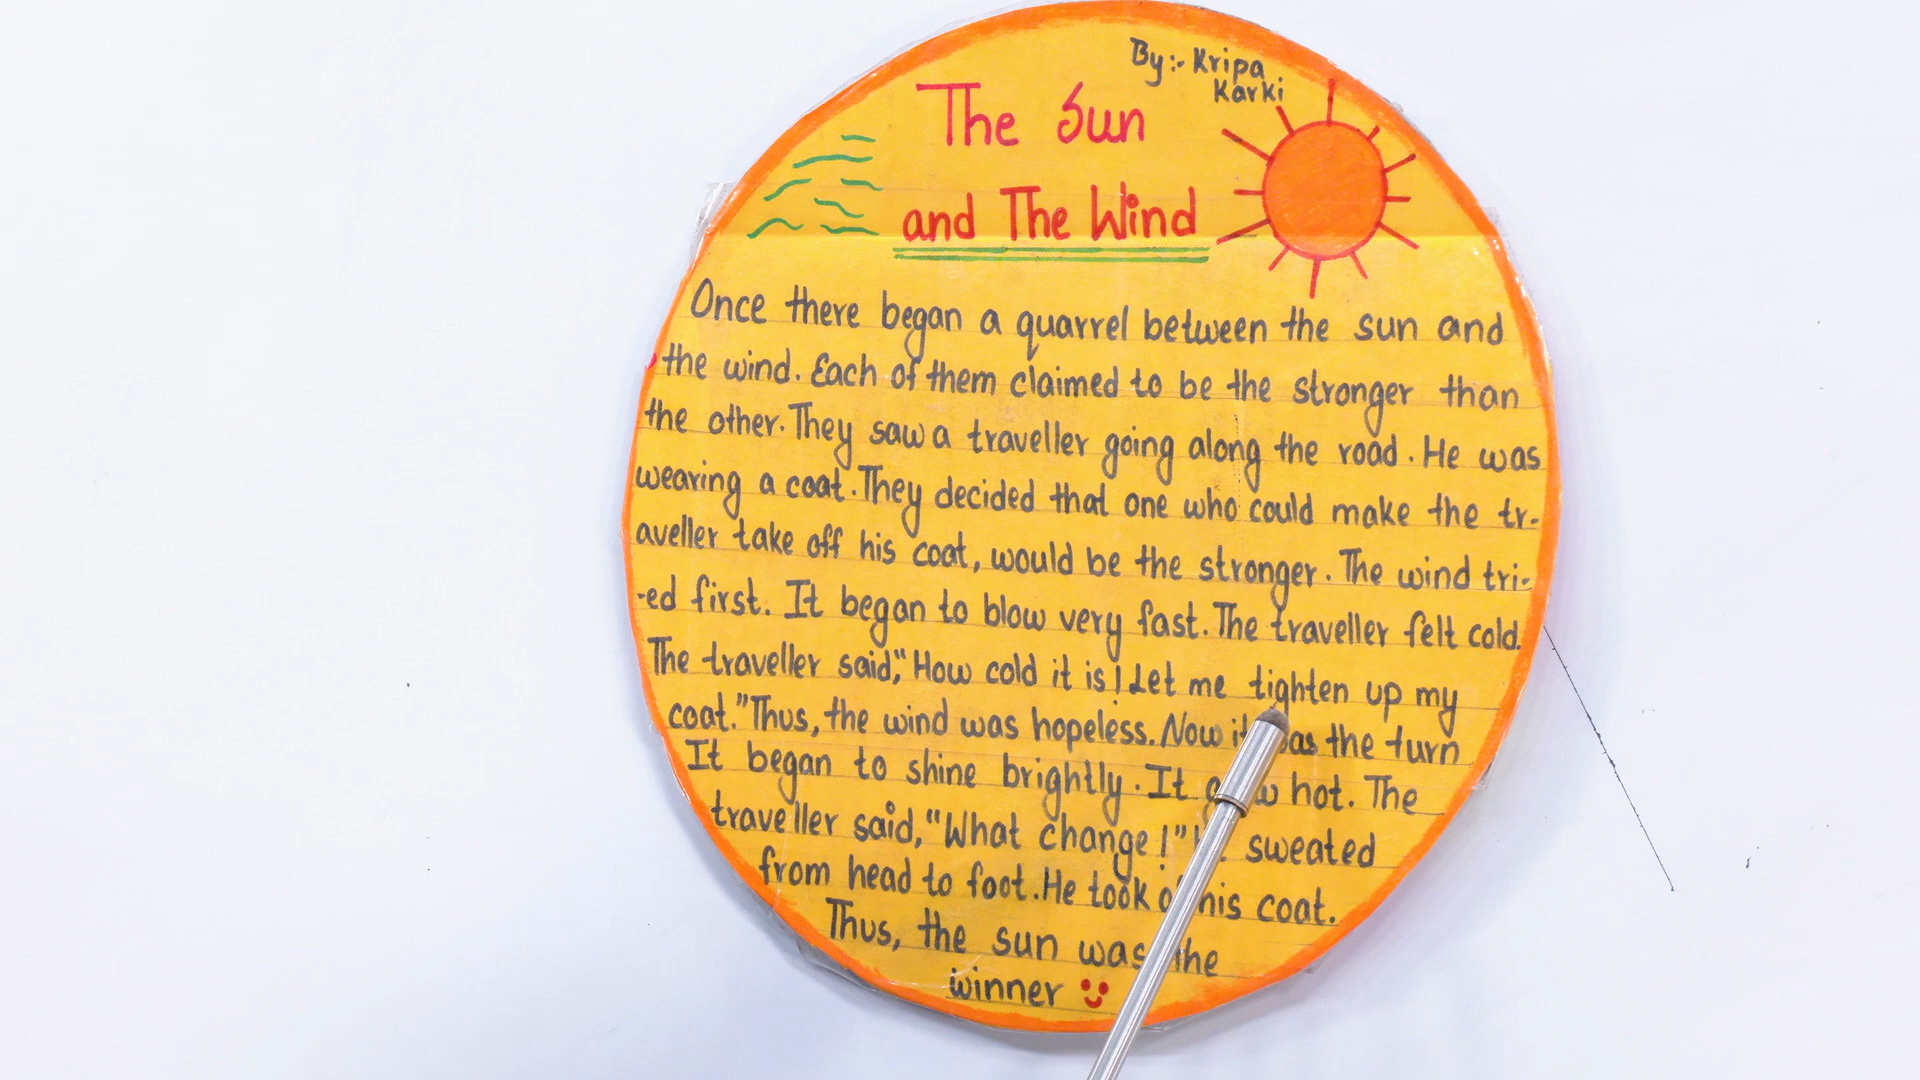 By:- Kripa
Karki
The Sun
and The Wind
Once there began a quarrel between the sun and
the wind. Each of them claimed to be the stronger than
the other. They saw a traveller going along the road. He was
wearing a coat. They decided that one who could make the tr-
aveller take off his coat, would be the stronger. The wind tri-
-ed first. It began to blow very fast. The traveller felt cold.
The traveller said," How cold it is! Let me tighten up my
coat." Thus, the wind was hopeless. Now the turn
It began to shine brightly. It hot. The
traveller said, "What change!" sweated
from head to foot. He took his coat.
Thus, the sun was the
winner